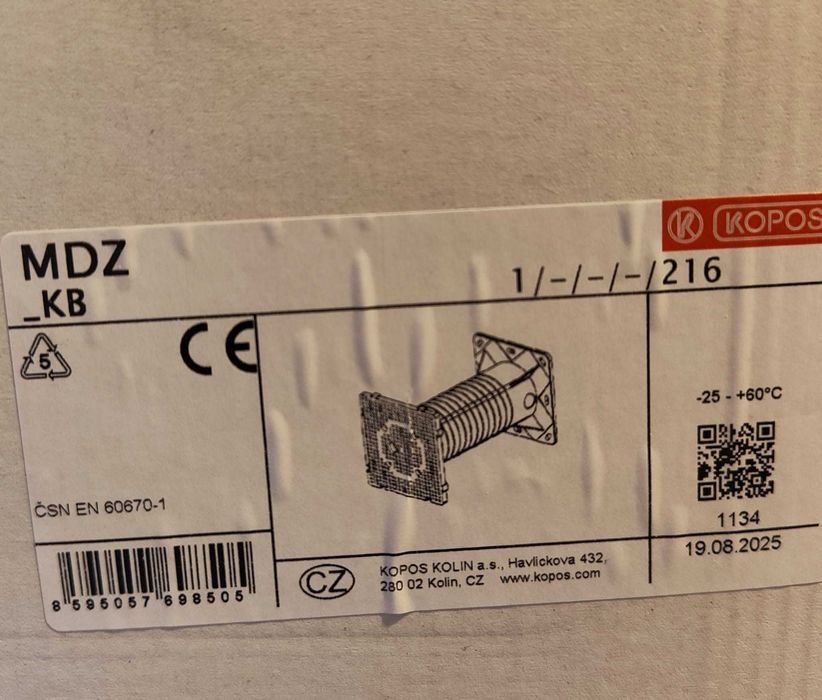 KOPOS
MDZ
_KB
1/-/-/-/216
5
CE
-25 - +60°C
ČSN EN 60670-1
1134
19.08.2025
8 595057 698505
CZ
KOPOS KOLIN a.s., Havlickova 432,
280 02 Kolin, CZ www.kopos.com